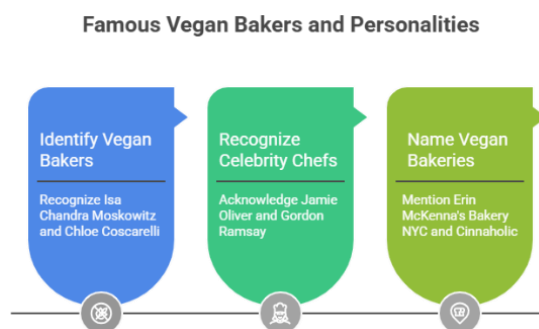 Famous Vegan Bakers and Personalities
Identify Vegan
Bakers
Recognize Isa
Chandra Moskowitz
and Chloe Coscarelli
Recognize
Celebrity Chefs
Acknowledge Jamie
Oliver and Gordon
Ramsay
Name Vegan
Bakeries
Mention Erin
McKenna's Bakery
NYC and Cinnaholic